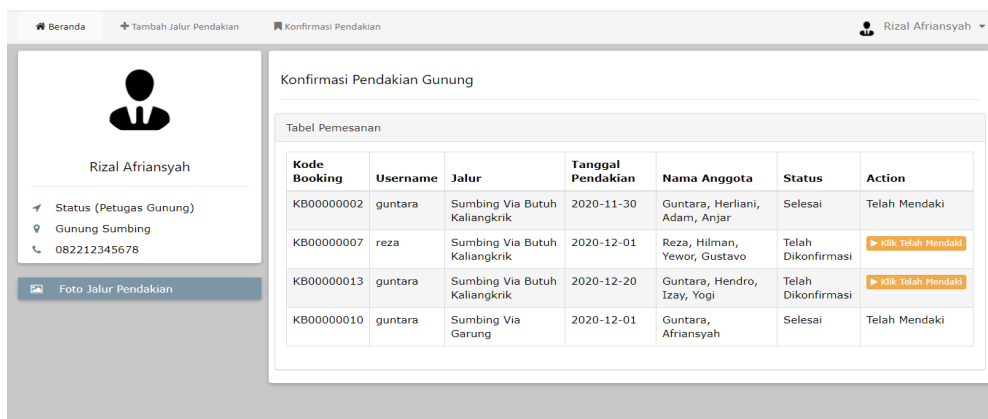 Beranda Tambah Jalur Pendakian Konfirmasi Pendakian Rizal Afriansyah
Rizal Afriansyah
Status (Petugas Gunung)
Gunung Sumbing
082212345678
Foto Jalur Pendakian
Konfirmasi Pendakian Gunung
Tabel Pemesanan
Kode Booking Username Jalur Tanggal Pendakian Nama Anggota Status Action
KB00000002 guntara Sumbing Via Butuh Kaliangkrik 2020-11-30 Guntara, Herliani, Adam, Anjar Selesai Telah Mendaki
KB00000007 reza Sumbing Via Butuh Kaliangkrik 2020-12-01 Reza, Hilman, Yewor, Gustavo Telah Dikonfirmasi Klik Telah Mendaki
KB00000013 guntara Sumbing Via Butuh Kaliangkrik 2020-12-20 Guntara, Hendro, Izay, Yogi Telah Dikonfirmasi Klik Telah Mendaki
KB00000010 guntara Sumbing Via Garung 2020-12-01 Guntara, Afriansyah Selesai Telah Mendaki